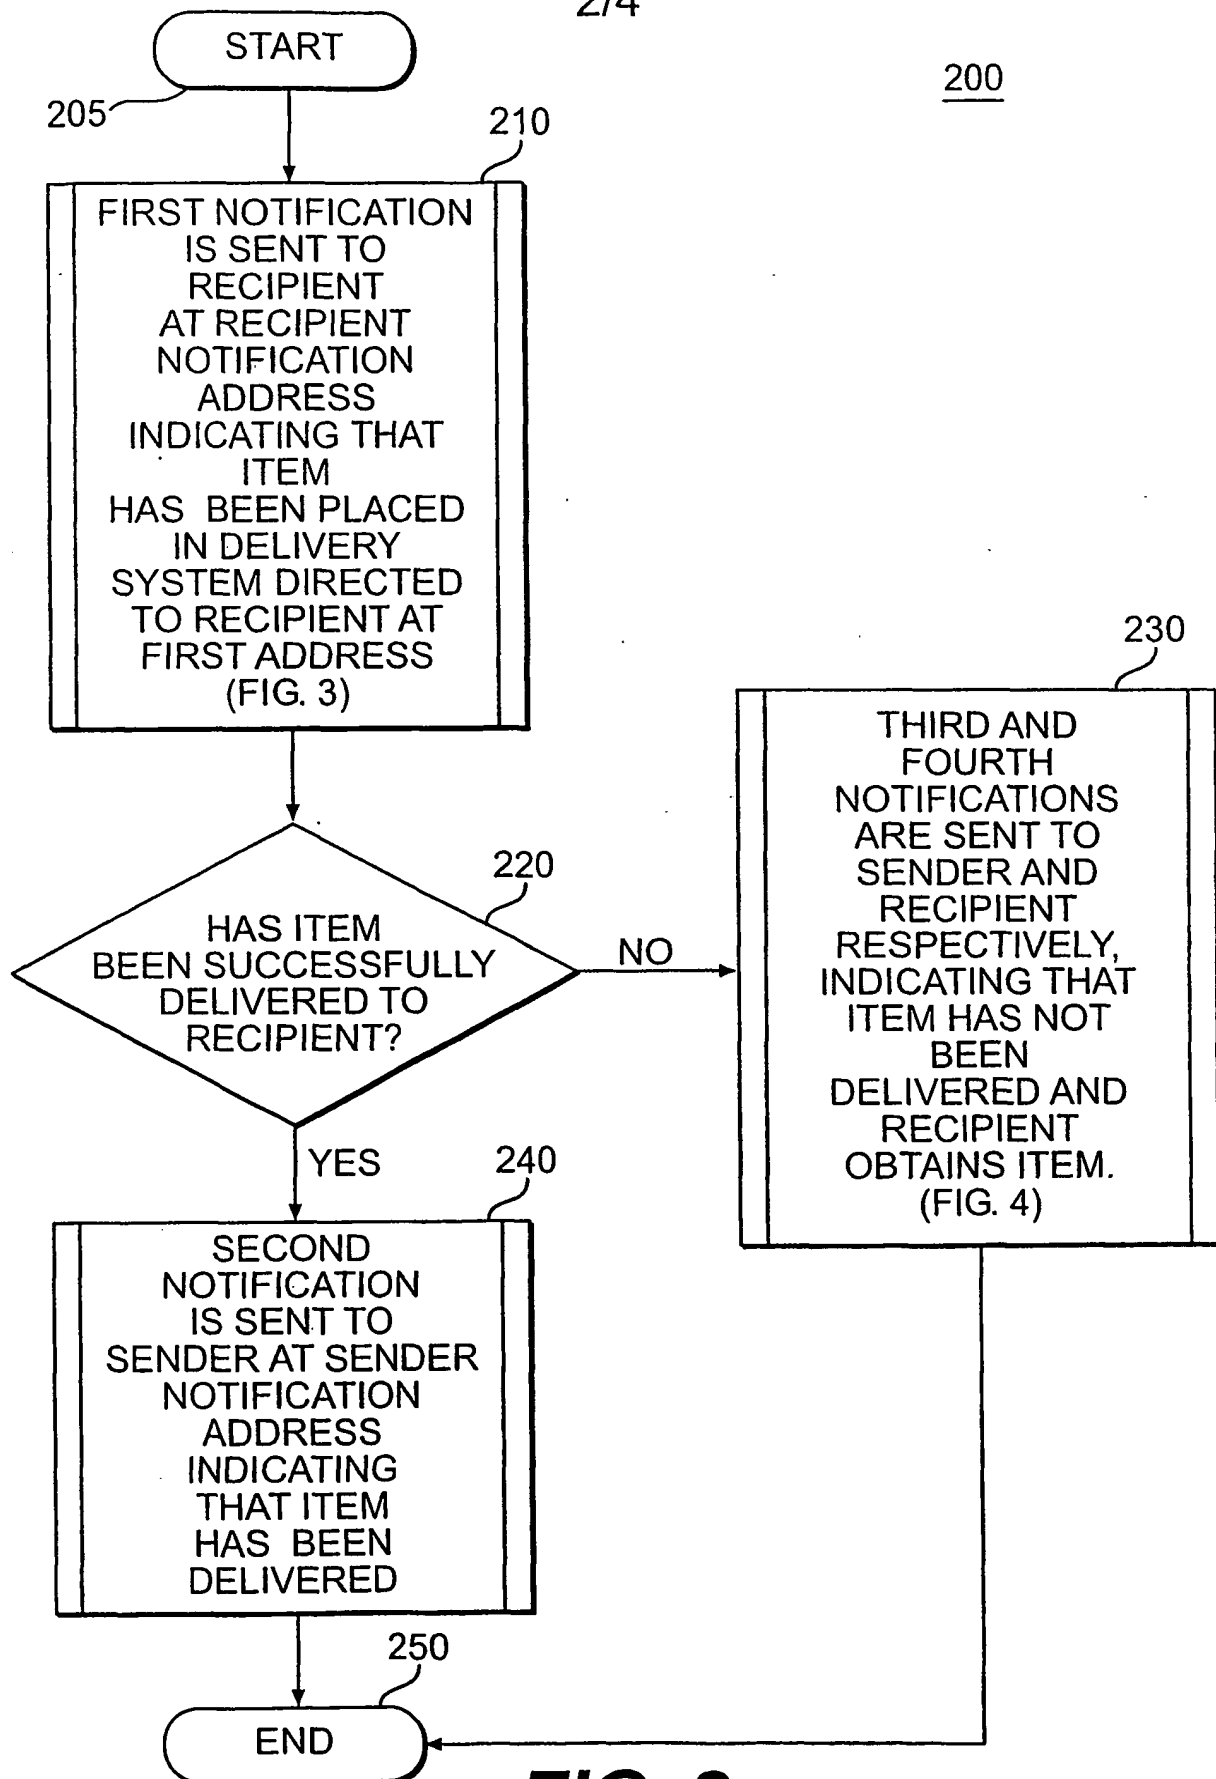 2/4
START
200
205
210
FIRST NOTIFICATION
IS SENT TO
RECIPIENT
AT RECIPIENT
NOTIFICATION
ADDRESS
INDICATING THAT
ITEM
HAS BEEN PLACED
IN DELIVERY
SYSTEM DIRECTED
TO RECIPIENT AT
FIRST ADDRESS
(FIG. 3)
220
HAS ITEM
BEEN SUCCESSFULLY
DELIVERED TO
RECIPIENT?
NO
230
THIRD AND
FOURTH
NOTIFICATIONS
ARE SENT TO
SENDER AND
RECIPIENT
RESPECTIVELY,
INDICATING THAT
ITEM HAS NOT
BEEN
DELIVERED AND
RECIPIENT
OBTAINS ITEM.
(FIG. 4)
YES
240
SECOND
NOTIFICATION
IS SENT TO
SENDER AT SENDER
NOTIFICATION
ADDRESS
INDICATING
THAT ITEM
HAS BEEN
DELIVERED
250
END
FIG.